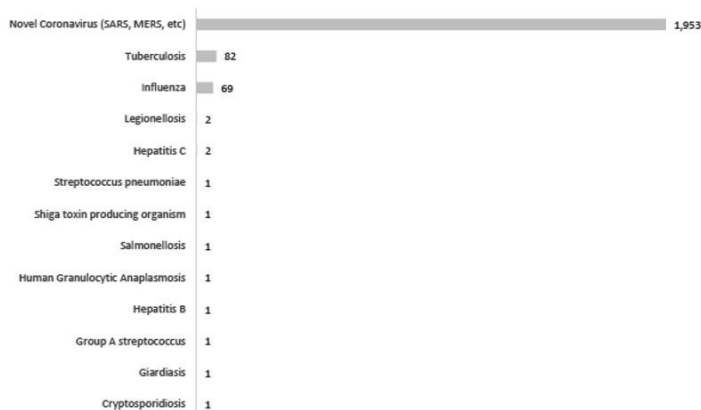 Novel Coronavirus (SARS, MERS, etc) 1,953
Tuberculosis 82
Influenza 69
Legionellosis 2
Hepatitis C 2
Streptococcus pneumoniae 1
Shiga toxin producing organism 1
Salmonellosis 1
Human Granulocytic Anaplasmosis 1
Hepatitis B 1
Group A streptococcus 1
Giardiasis 1
Cryptosporidiosis 1